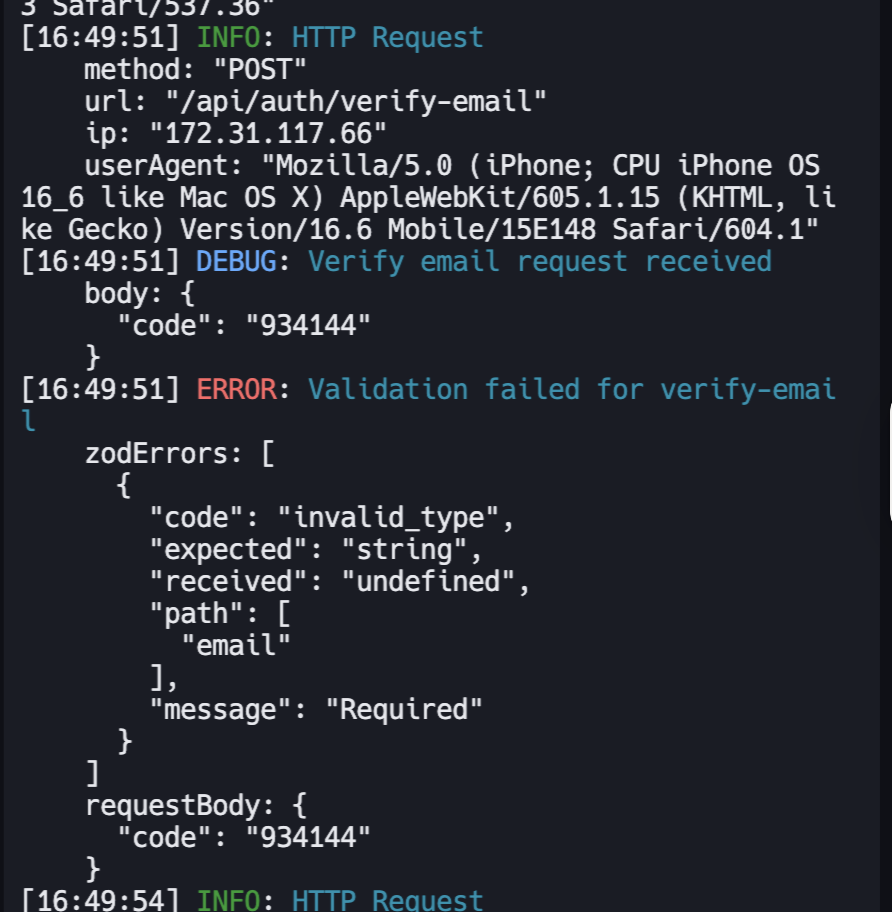 3 Safari/537.36"
[16:49:51] INFO: HTTP Request
    method: "POST"
    url: "/api/auth/verify-email"
    ip: "172.31.117.66"
    userAgent: "Mozilla/5.0 (iPhone; CPU iPhone OS
16_6 like Mac OS X) AppleWebKit/605.1.15 (KHTML, li
ke Gecko) Version/16.6 Mobile/15E148 Safari/604.1"
[16:49:51] DEBUG: Verify email request received
    body: {
      "code": "934144"
    }
[16:49:51] ERROR: Validation failed for verify-emai
l
    zodErrors: [
      {
        "code": "invalid_type",
        "expected": "string",
        "received": "undefined",
        "path": [
          "email"
        ],
        "message": "Required"
      }
    ]
    requestBody: {
      "code": "934144"
    }
[16:49:54] INFO: HTTP Request